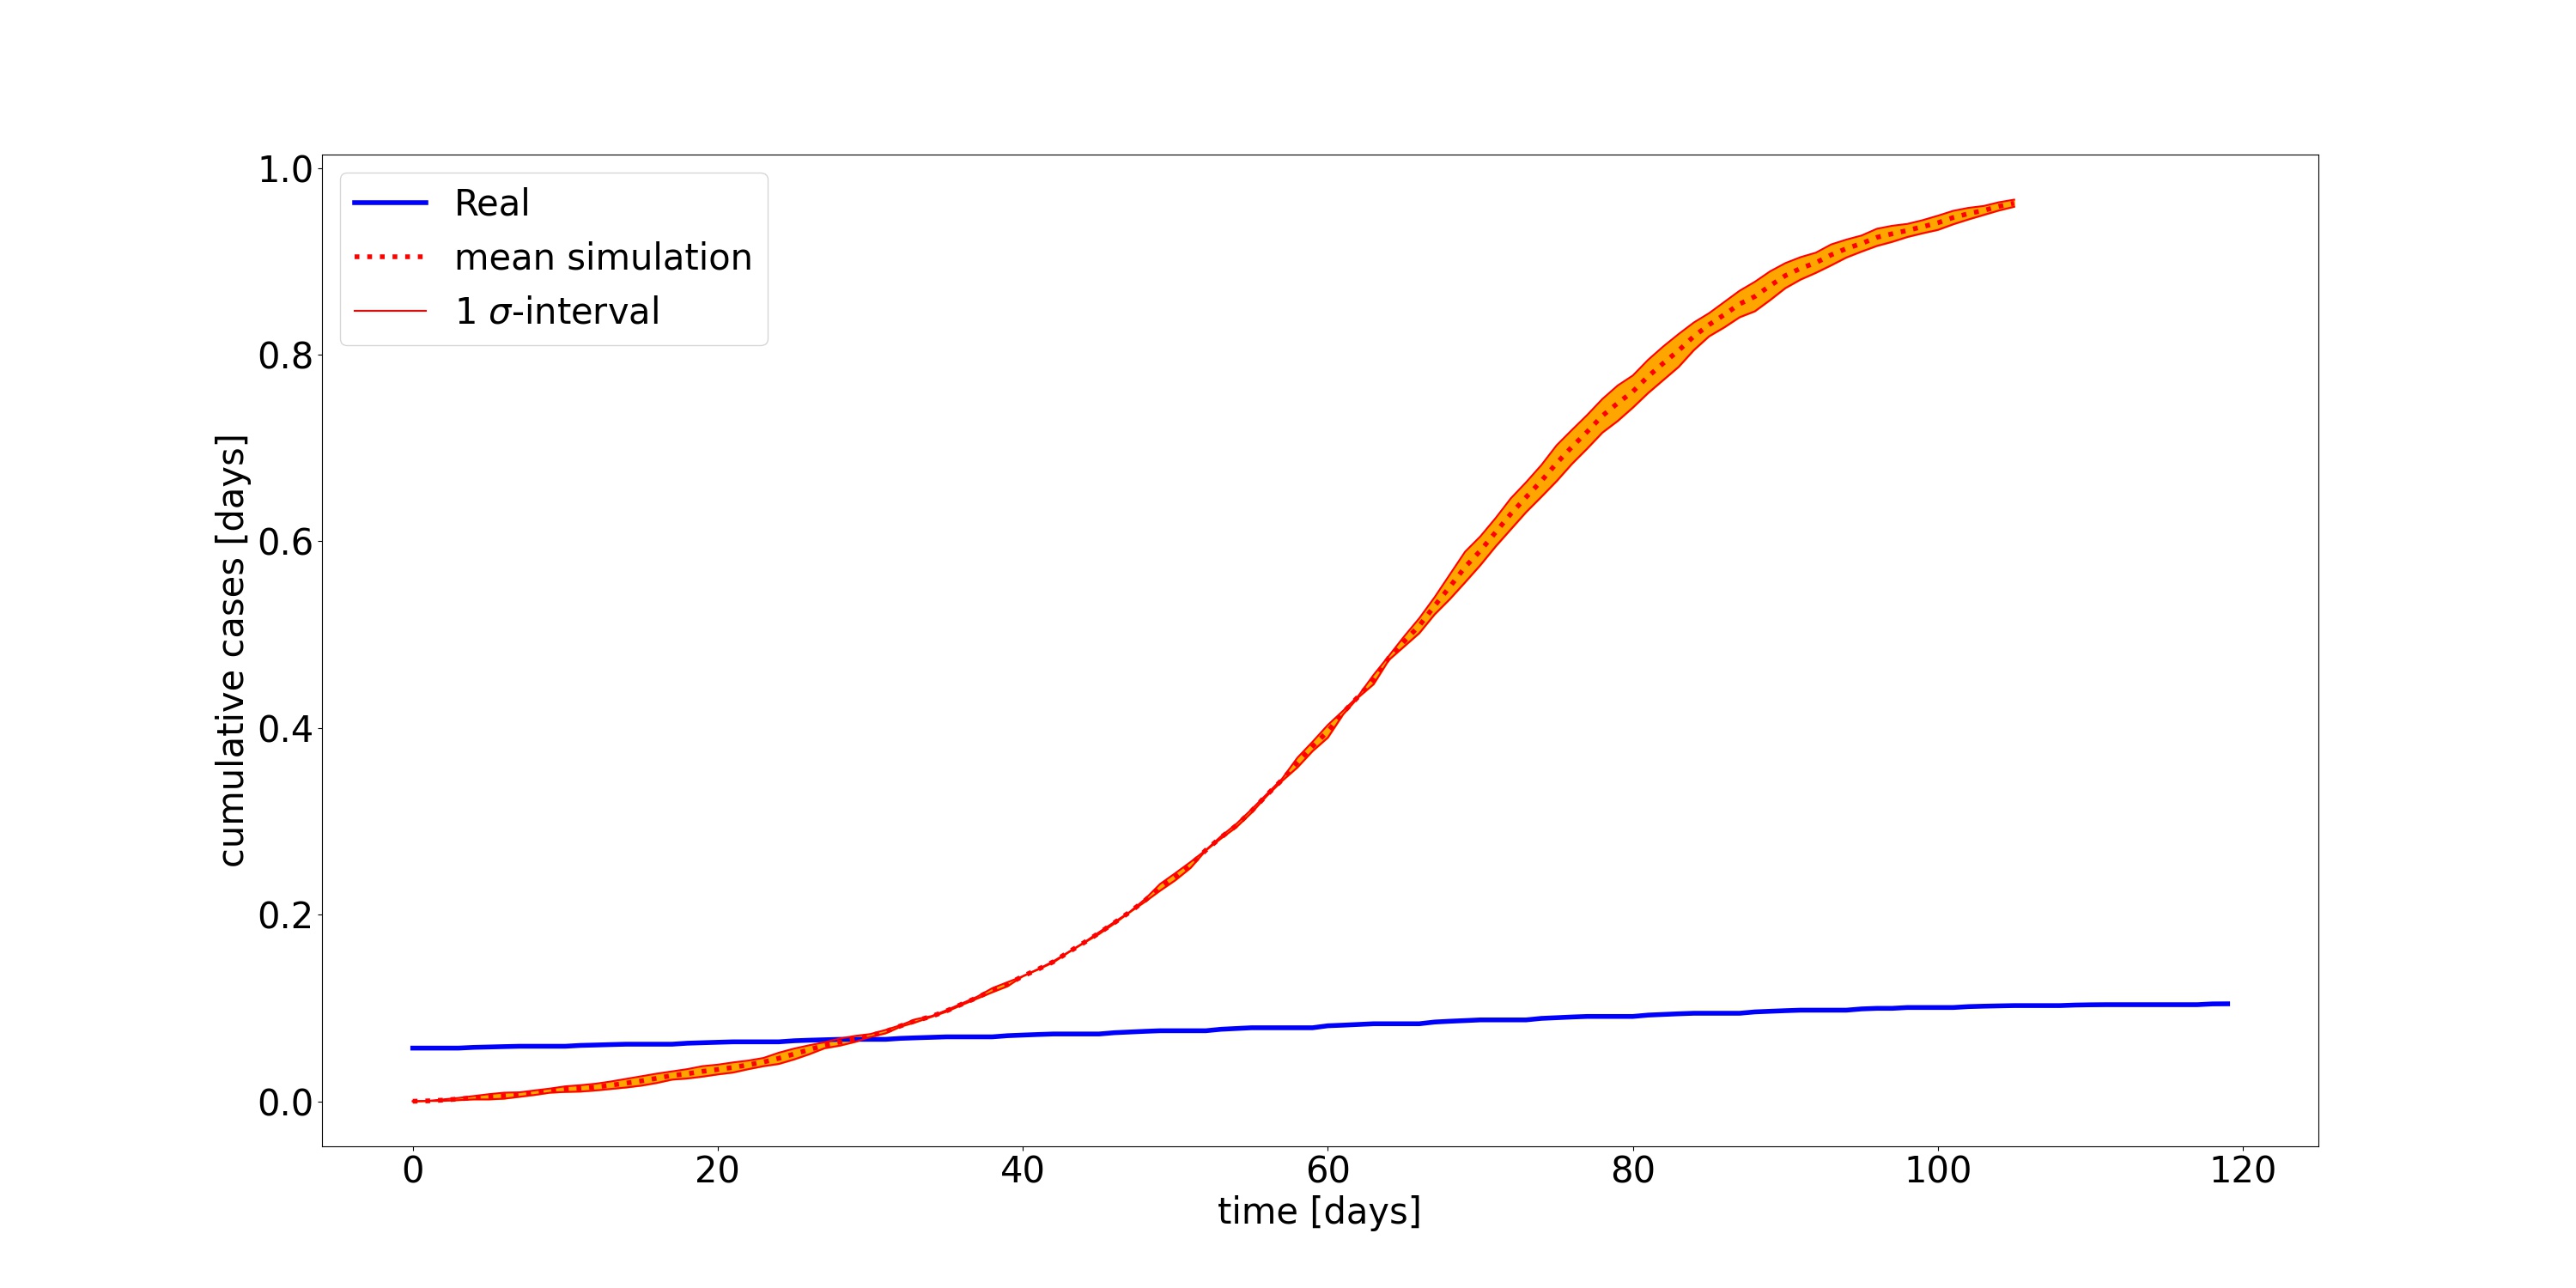 Real
mean simulation
1 σ-interval
cumulative cases [days]
1.0
0.8
0.6
0.4
0.2
0.0
0 20 40 60 80 100 120
time [days]